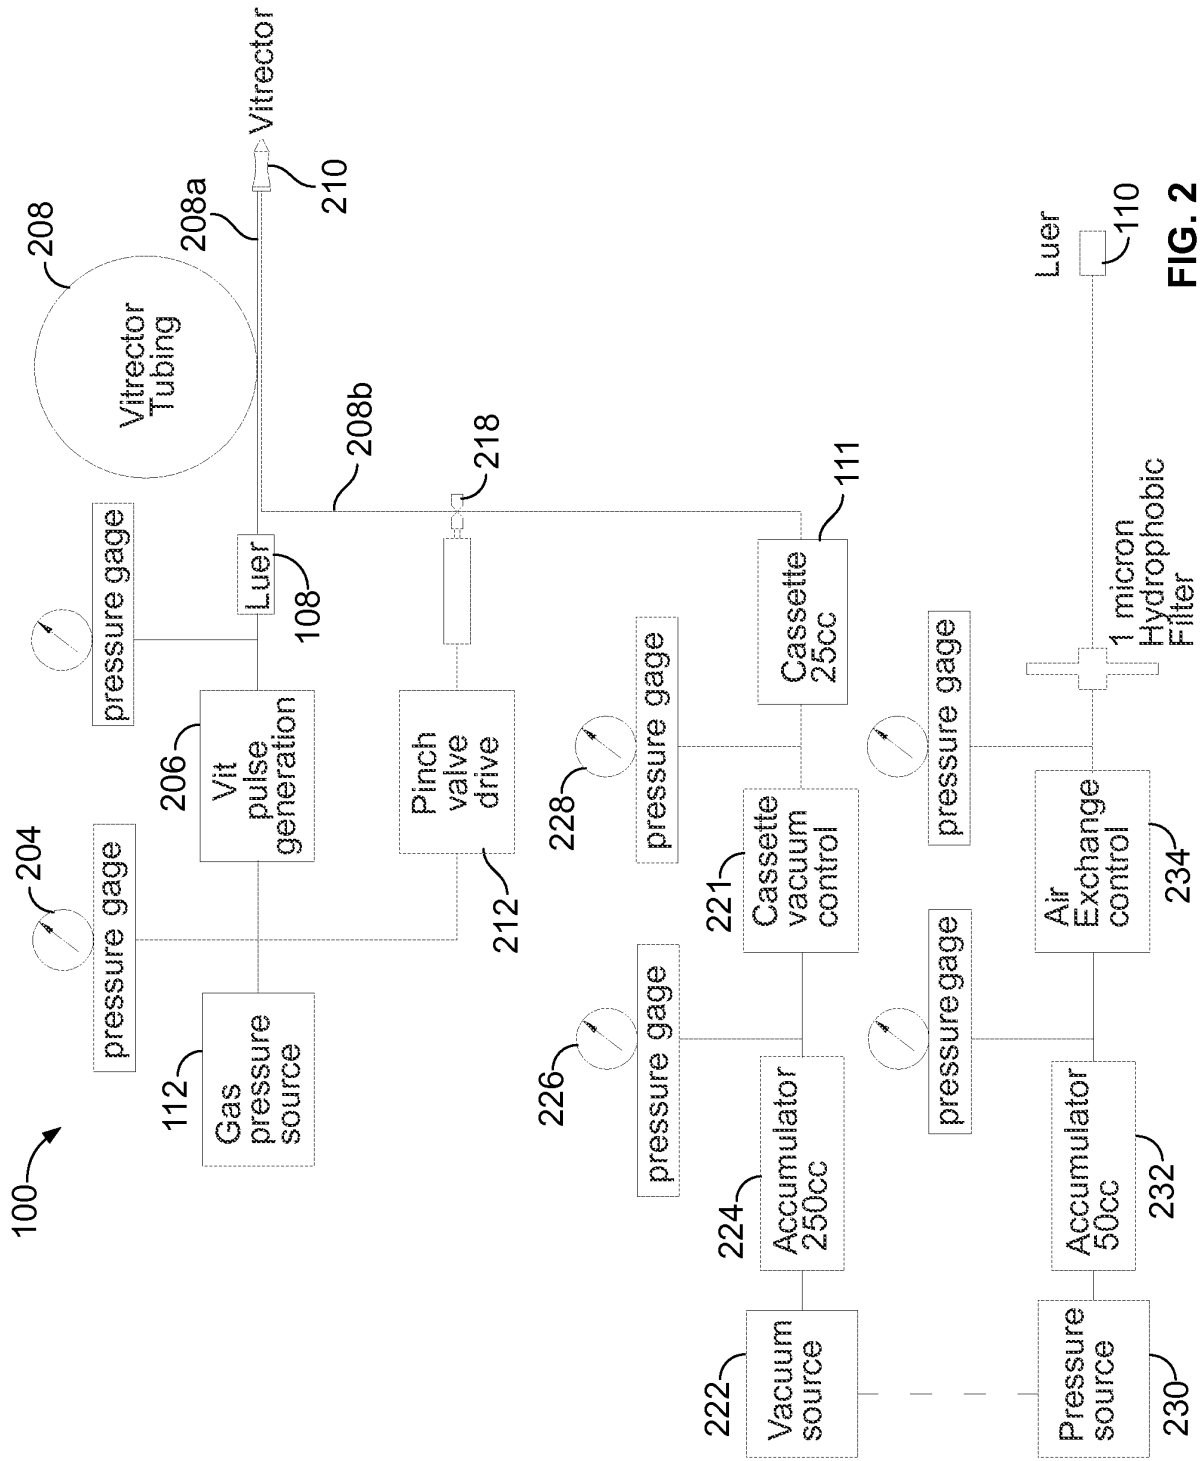 100
204
pressure gage
pressure gage
208
Vitrector
Tubing
112
Gas
pressure
source
206
Vit
pulse
generation
Luer
108
208a
Vitrector
210
212
Pinch
valve
drive
208b
218
226
pressure gage
228
pressure gage
222
Vacuum
source
224
Accumulator
250cc
221
Cassette
vacuum
control
Cassette
25cc
111
pressure gage
pressure gage
Pressure
source
230
Accumulator
50cc
232
Air
Exchange
control
234
1 micron
Hydrophobic
Filter
Luer
110
FIG. 2